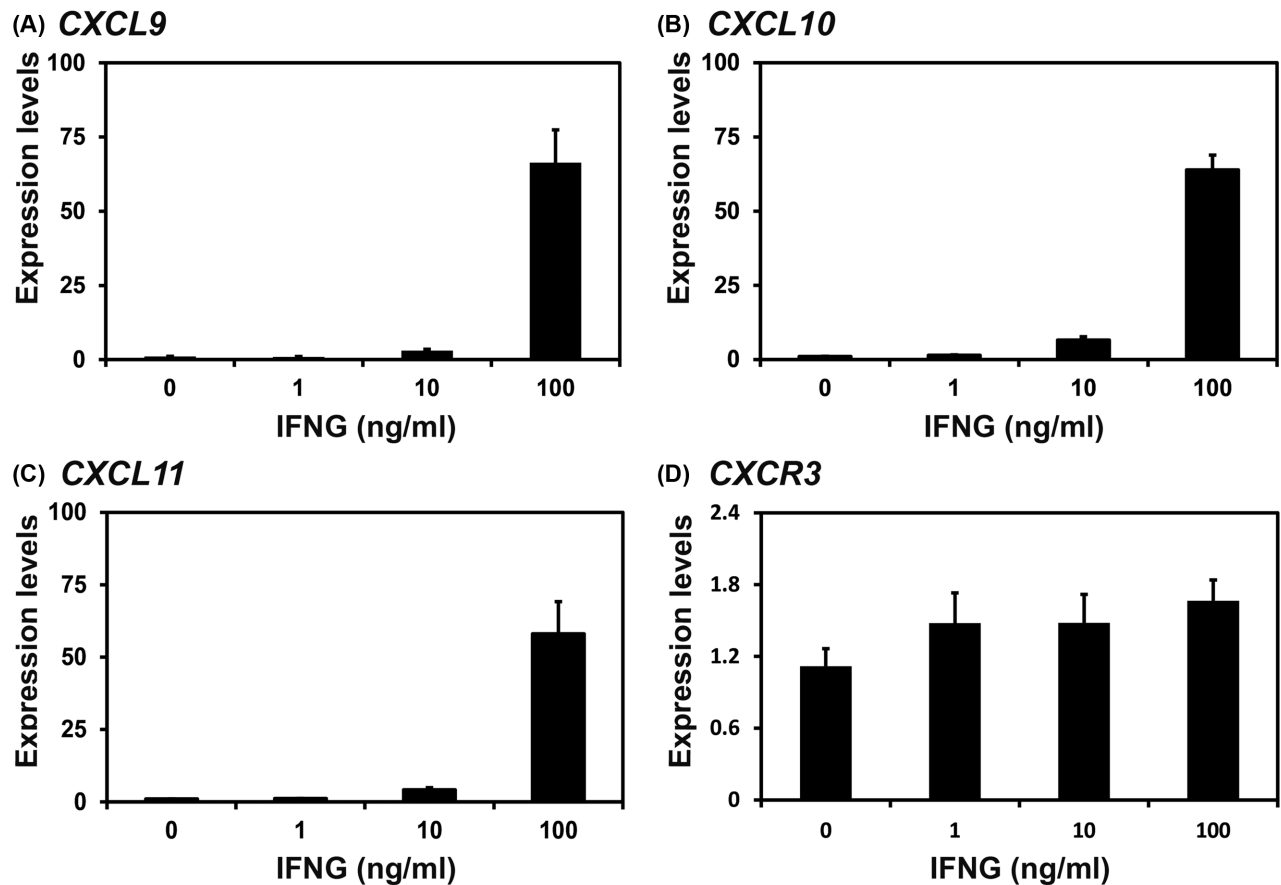 (A) CXCL9
Expression levels
100
75
50
25
0
0 1 10 100
IFNG (ng/ml)
(B) CXCL10
Expression levels
100
75
50
25
0
0 1 10 100
IFNG (ng/ml)
(C) CXCL11
Expression levels
100
75
50
25
0
0 1 10 100
IFNG (ng/ml)
(D) CXCR3
Expression levels
2.4
1.8
1.2
0.6
0
0 1 10 100
IFNG (ng/ml)